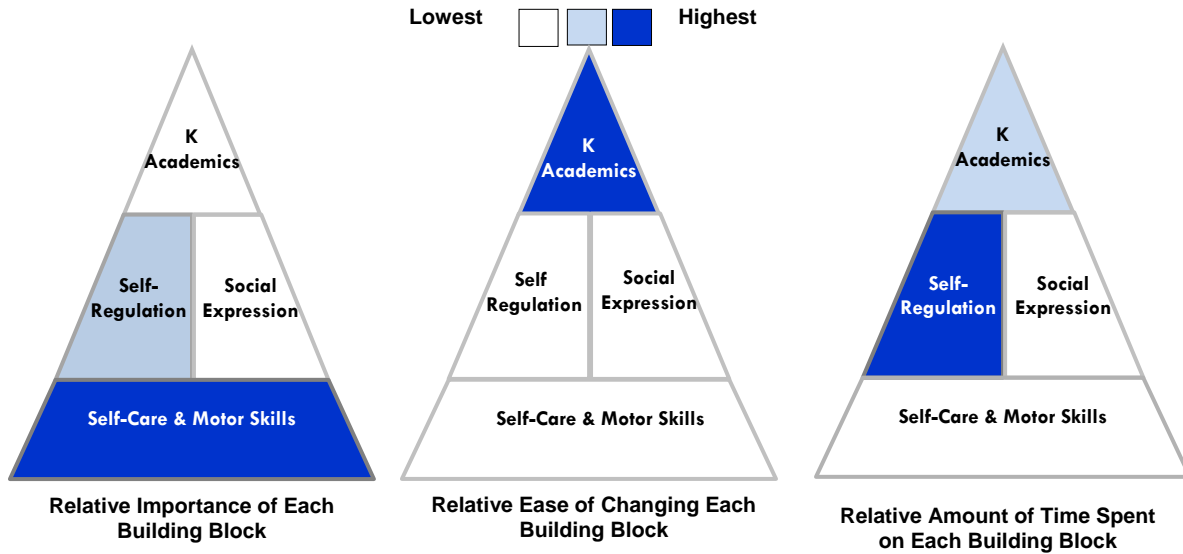 Lowest Highest
K
Academics
Self-
Regulation
Social
Expression
Self-Care & Motor Skills
Relative Importance of Each
Building Block
K
Academics
Self
Regulation
Social
Expression
Self-Care & Motor Skills
Relative Ease of Changing Each
Building Block
K
Academics
Self-
Regulation
Social
Expression
Self-Care & Motor Skills
Relative Amount of Time Spent
on Each Building Block